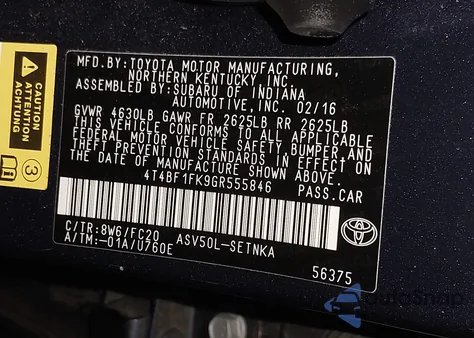 MFD.BY:TOYOTA MOTOR MANUFACTURING,
NORTHERN KENTUCKY,INC.
ASSEMBLED BY:SUBARU OF INDIANA
AUTOMOTIVE,INC. 02/16
GVWR 4630LB GAWR FR 2625LB RR 2625LB
THIS VEHICLE CONFORMS TO ALL APPLICABLE
FEDERAL MOTOR VEHICLE SAFETY,BUMPER,AND
THEFT PREVENTION STANDARDS IN EFFECT ON
THE DATE OF MANUFACTURE SHOWN ABOVE.
4T4BF1FK9GR555846 PASS.CAR
C/TR:8W6/FC20 ASV50L-SETNKA
A/TM:-01A/U760E
56375
CAUTION
ATTENTION
ACHTUNG
3
AutoSnap